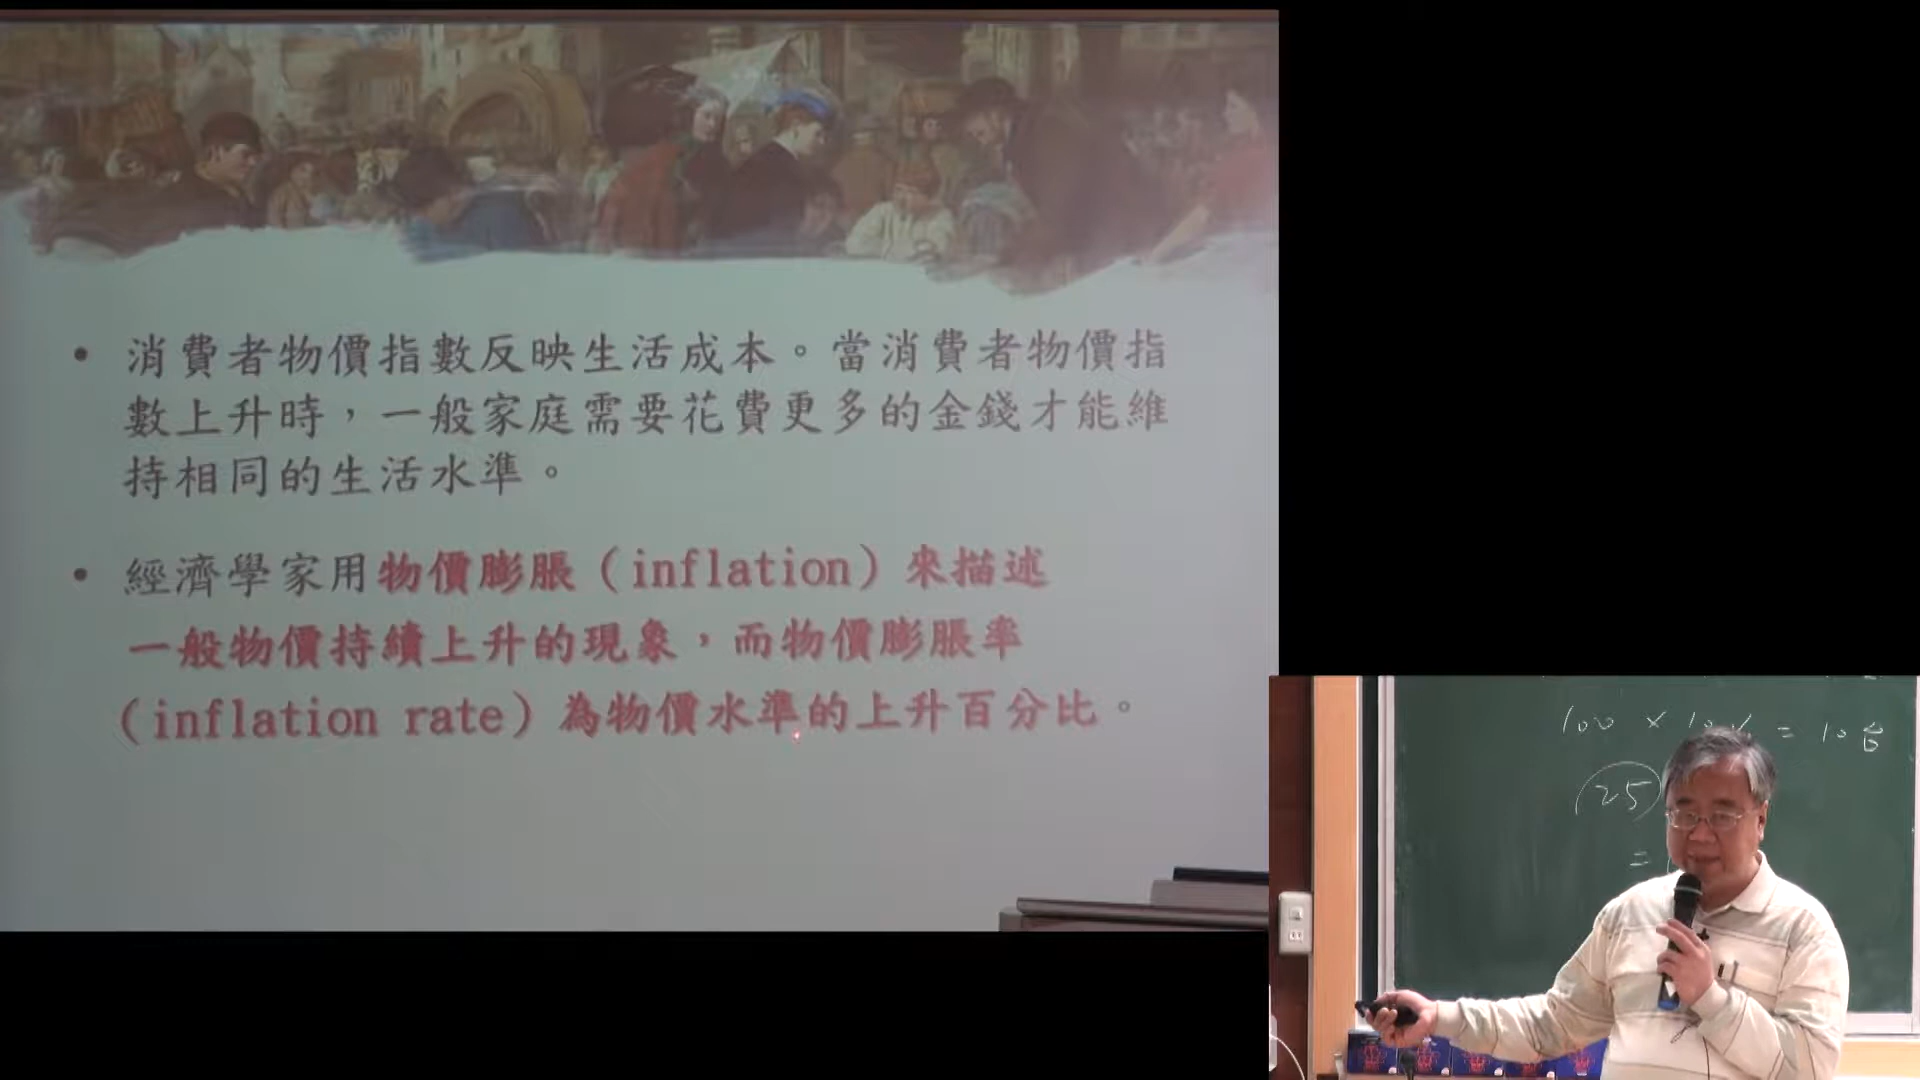 • 消費者物價指數反映生活成本。當消費者物價指
數上升時，一般家庭需要花費更多的金錢才能維
持相同的生活水準。
• 經濟學家用物價膨脹（inflation）來描述
一般物價持續上升的現象，而物價膨脹率
（inflation rate）為物價水準的上升百分比。
25
=